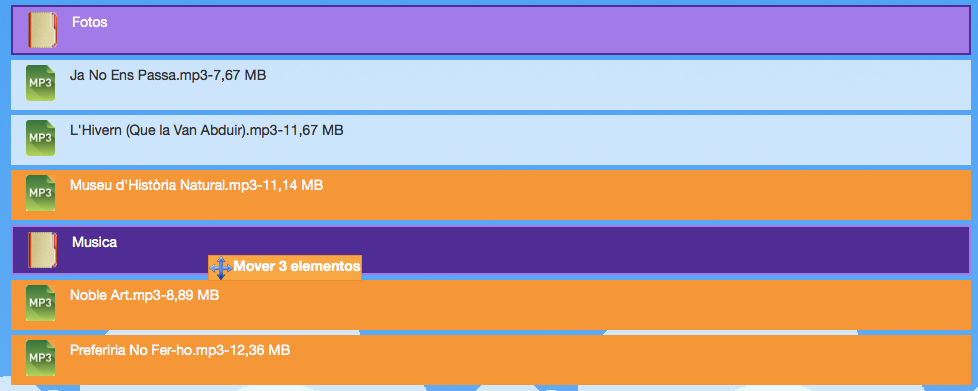 Fotos
MP3 Ja No Ens Passa.mp3-7,67 MB
MP3 L'Hivern (Que la Van Abduir).mp3-11,67 MB
MP3 Museu d'Història Natural.mp3-11,14 MB
Musica
Mover 3 elementos
MP3 Noble Art.mp3-8,89 MB
MP3 Preferiria No Fer-ho.mp3-12,36 MB